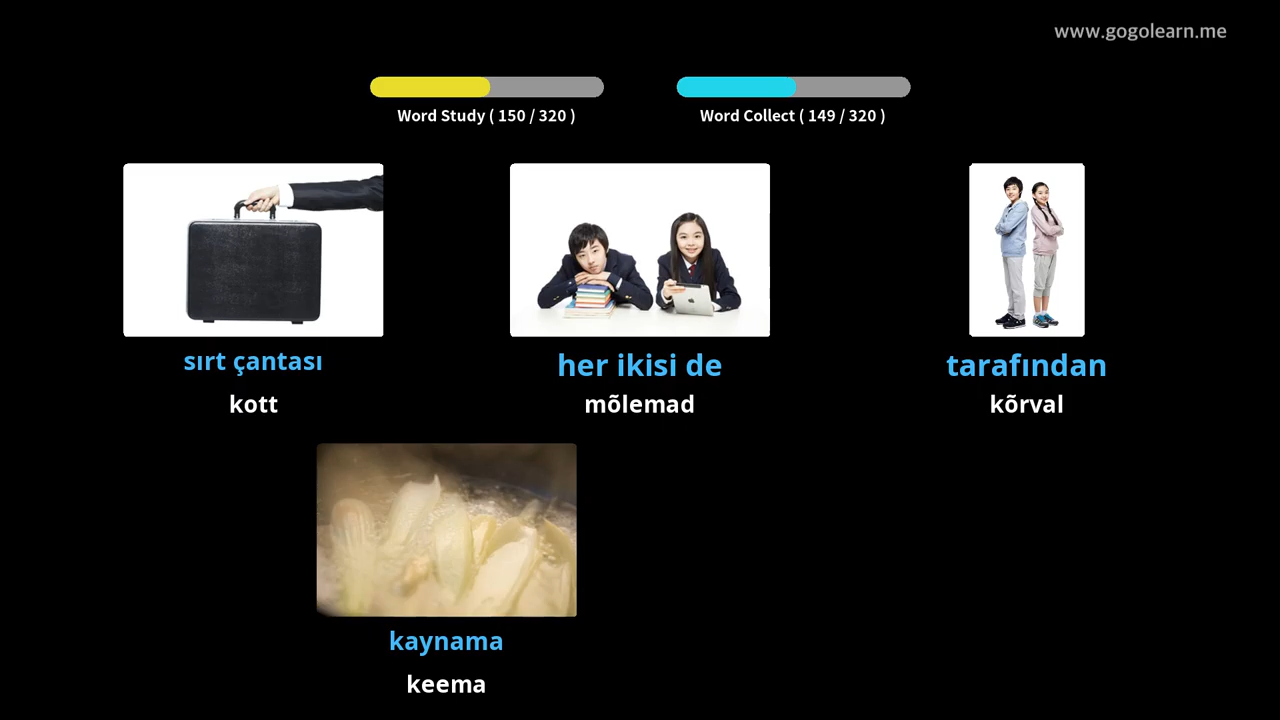 www.gogolearn.me
Word Study ( 150 / 320 )
Word Collect ( 149 / 320 )
sırt çantası
kott
her ikisi de
mõlemad
tarafından
kõrval
kaynama
keema